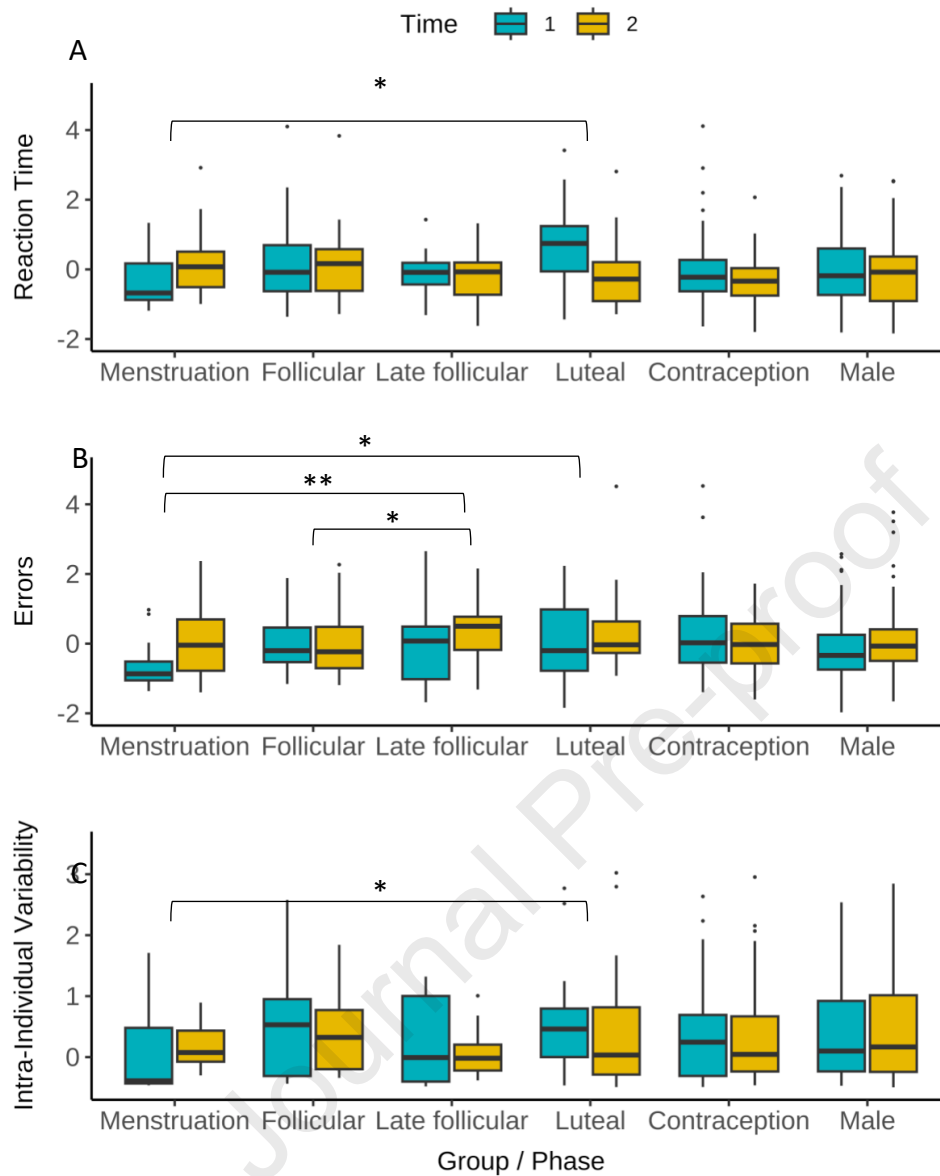 Time 1 2
A
*
Reaction Time
4
2
0
-2
Menstruation Follicular Late follicular Luteal Contraception Male
B
*
**
*
Errors
4
2
0
-2
Menstruation Follicular Late follicular Luteal Contraception Male
C
*
Intra-Individual Variability
3
2
1
0
Menstruation Follicular Late follicular Luteal Contraception Male
Group / Phase
Journal Pre-proof